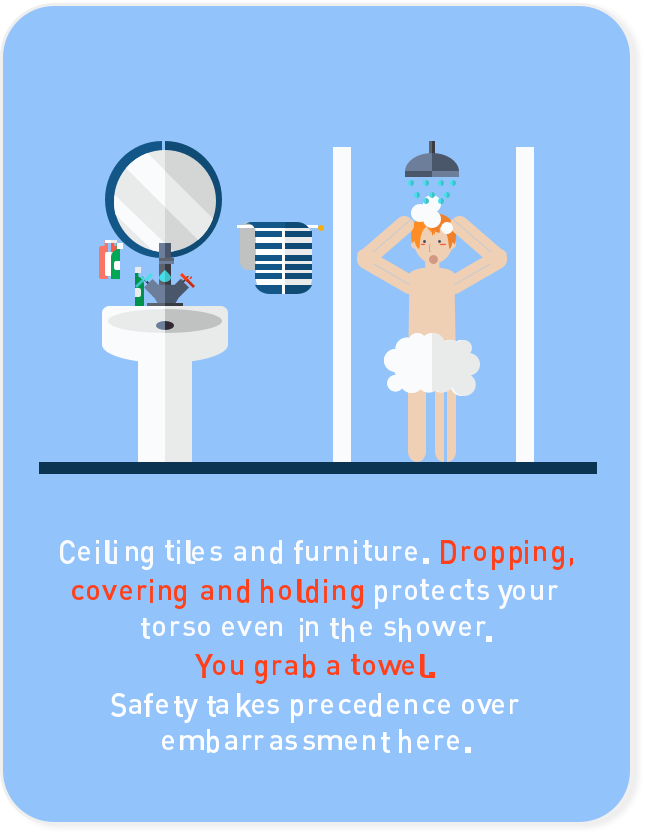 Ceiling tiles and furniture. Dropping,
covering and holding protects your
torso even in the shower.
You grab a towel.
Safety takes precedence over
embarrassment here.